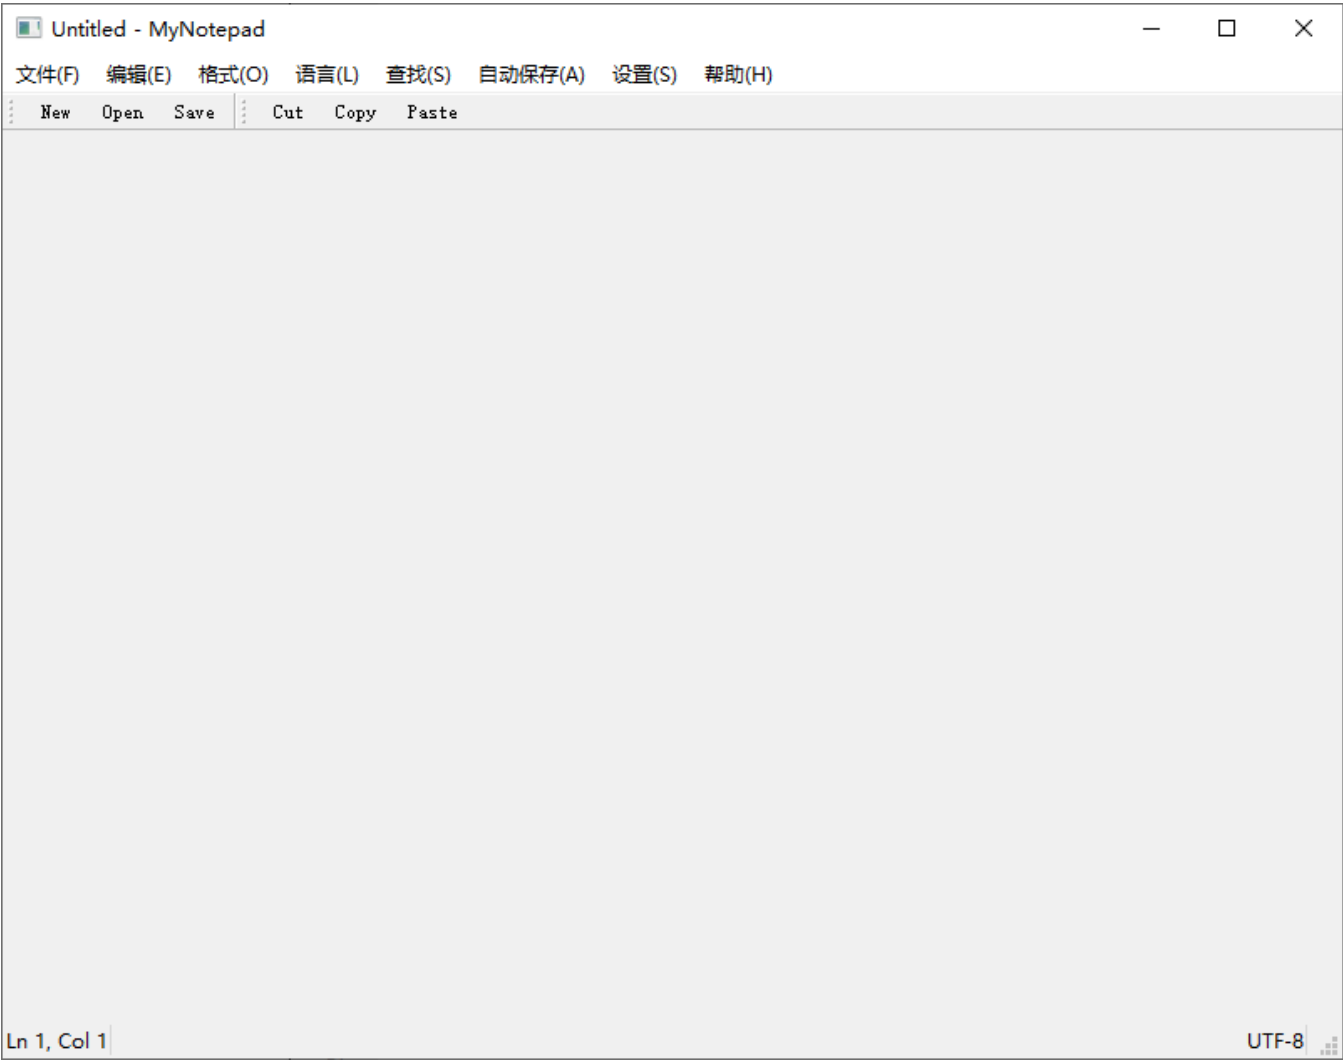 Untitled - MyNotepad
文件(F) 编辑(E) 格式(O) 语言(L) 查找(S) 自动保存(A) 设置(S) 帮助(H)
New Open Save Cut Copy Paste
Ln 1, Col 1 UTF-8